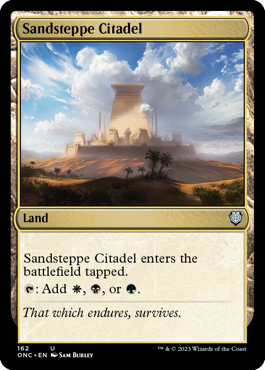 Sandsteppe Citadel
Land
Sandsteppe Citadel enters the
battlefield tapped.
: Add , , or .
That which endures, survives.
162 U
ONC • EN SAM BURLEY ™ & © 2023 Wizards of the Coast